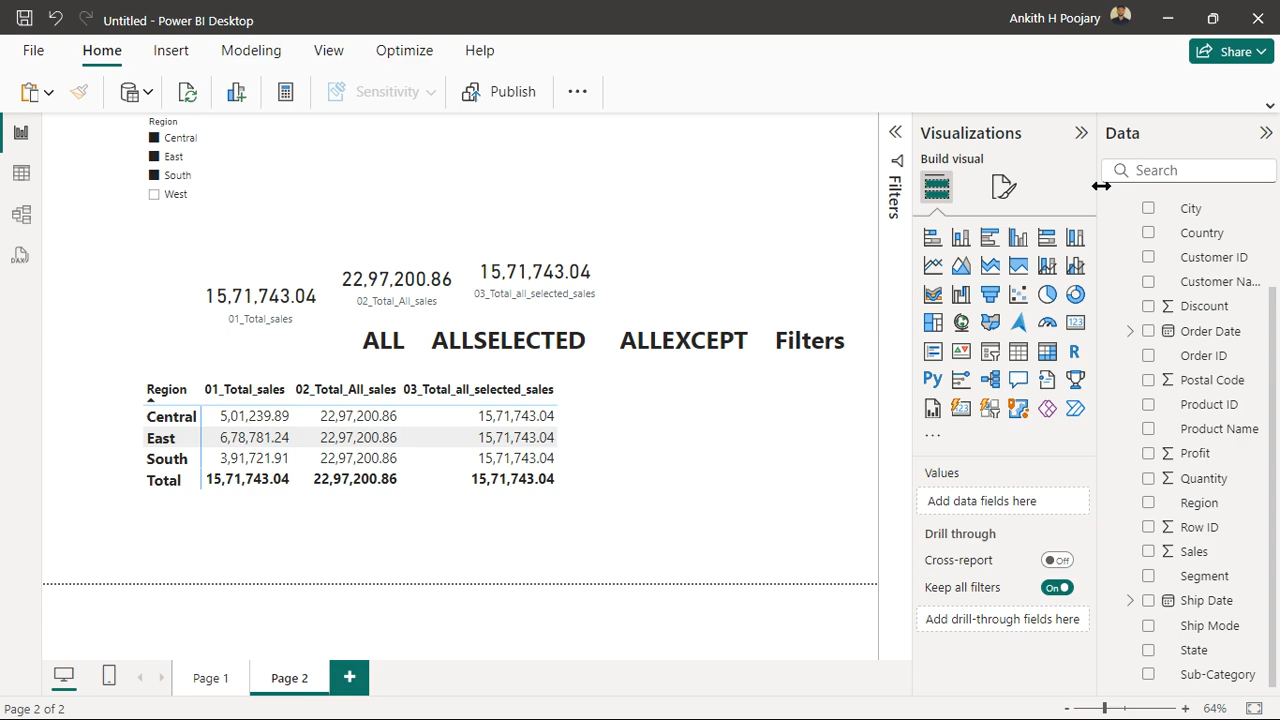 Untitled - Power BI Desktop
Ankith H Poojary
File Home Insert Modeling View Optimize Help
Share
Sensitivity
Publish
Region
Central
East
South
West
15,71,743.04
01_Total_sales
22,97,200.86
02_Total_All_sales
15,71,743.04
03_Total_all_selected_sales
ALL ALLSELECTED ALLEXCEPT Filters
Region 01_Total_sales 02_Total_All_sales 03_Total_all_selected_sales
Central 5,01,239.89 22,97,200.86 15,71,743.04
East 6,78,781.24 22,97,200.86 15,71,743.04
South 3,91,721.91 22,97,200.86 15,71,743.04
Total 15,71,743.04 22,97,200.86 15,71,743.04
Filters
Visualizations
Build visual
123
R
Py
Values
Add data fields here
Drill through
Cross-report Off
Keep all filters On
Add drill-through fields here
Data
Search
City
Country
Customer ID
Customer Na...
Discount
Order Date
Order ID
Postal Code
Product ID
Product Name
Profit
Quantity
Region
Row ID
Sales
Segment
Ship Date
Ship Mode
State
Sub-Category
Page 1
Page 2
Page 2 of 2
64%